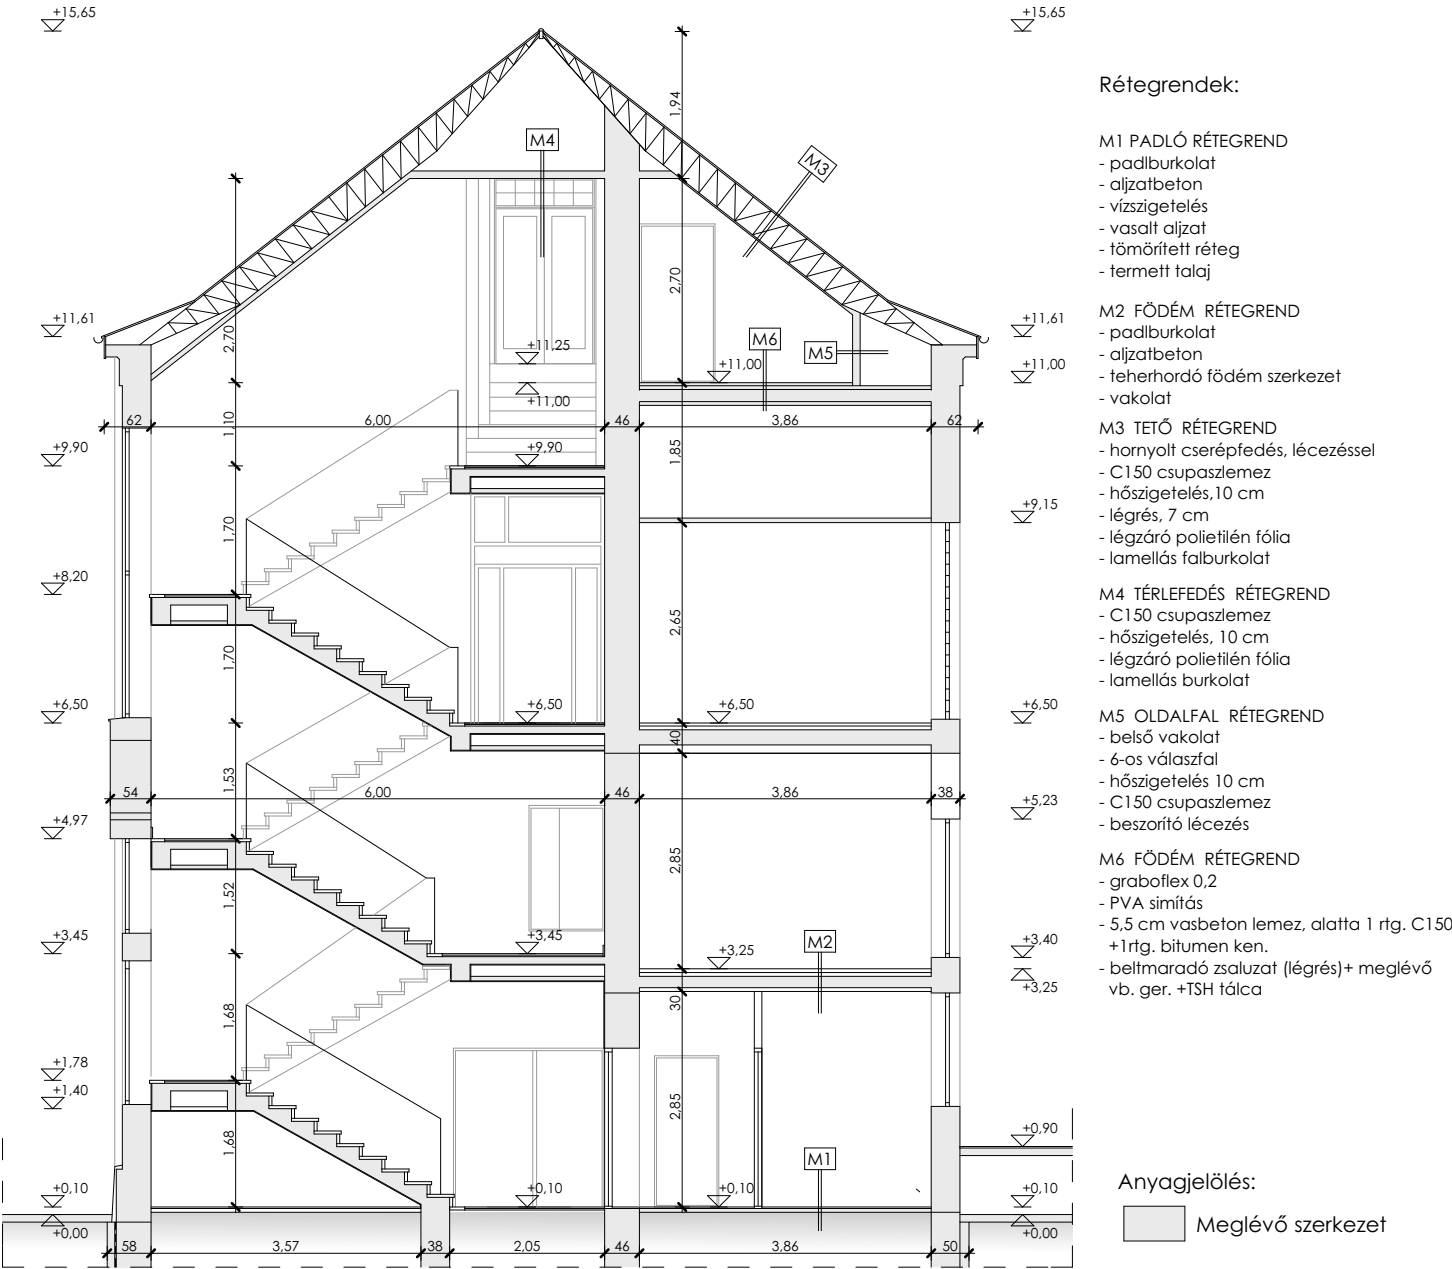 +15,65
+15,65
1,94
M4
M3
2,70
2,70
+11,61
+11,61
+11,25
+11,00
+11,00
+11,00
M6
M5
62
6,00
46
3,86
62
1,10
1,85
+9,90
+9,90
+9,15
1,70
+8,20
2,65
1,70
+6,50
+6,50
+6,50
+6,50
40
1,53
54
6,00
46
3,86
38
+4,97
+5,23
2,85
1,52
+3,45
+3,45
+3,25
M2
+3,40
+3,25
1,68
30
+1,78
+1,40
2,85
1,68
+0,90
M1
+0,10
+0,10
+0,10
+0,10
+0,00
+0,00
58
3,57
38
2,05
46
3,86
50
Rétegrendek:
M1 PADLÓ RÉTEGREND
- padlburkolat
- aljzatbeton
- vízszigetelés
- vasalt aljzat
- tömörített réteg
- termett talaj
M2 FÖDÉM RÉTEGREND
- padlburkolat
- aljzatbeton
- teherhordó födém szerkezet
- vakolat
M3 TETŐ RÉTEGREND
- hornyolt cserépfedés, lécezéssel
- C150 csupaszlemez
- hőszigetelés,10 cm
- légrés, 7 cm
- légzáró polietilén fólia
- lamellás falburkolat
M4 TÉRLEFEDÉS RÉTEGREND
- C150 csupaszlemez
- hőszigetelés, 10 cm
- légzáró polietilén fólia
- lamellás burkolat
M5 OLDALFAL RÉTEGREND
- belső vakolat
- 6-os válaszfal
- hőszigetelés 10 cm
- C150 csupaszlemez
- beszorító lécezés
M6 FÖDÉM RÉTEGREND
- graboflex 0,2
- PVA simítás
- 5,5 cm vasbeton lemez, alatta 1 rtg. C150
+1rtg. bitumen ken.
- beltmaradó zsaluzat (légrés)+ meglévő
vb. ger. +TSH tálca
Anyagjelölés:
Meglévő szerkezet